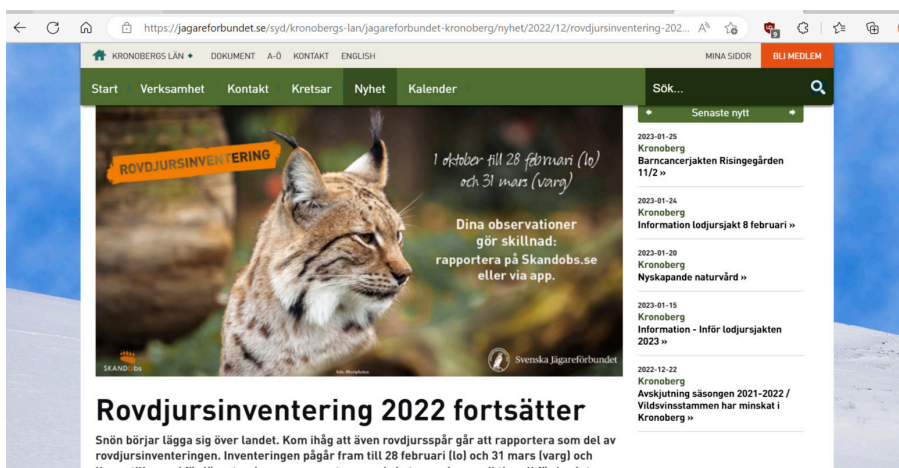 https://jagareforbundet.se/syd/kronobergs-lan/jagareforbundet-kronoberg/nyhet/2022/12/rovdjursinventering-202...
9
KRONOBERGS LÄN DOKUMENT A-Ö KONTAKT ENGLISH MINA SIDOR BLI MEDLEM
Start Verksamhet Kontakt Kretsar Nyhet Kalender Sök...
ROVDJURSINVENTERING
1 oktober till 28 februari (lo)
och 31 mars (varg)
Dina observationer
gör skillnad:
rapportera på Skandobs.se
eller via app.
SKANDObs
Svenska Jägareförbundet
Rovdjursinventering 2022 fortsätter
Snön börjar lägga sig över landet. Kom ihåg att även rovdjursspår går att rapportera som del av
rovdjursinventeringen. Inventeringen pågår fram till 28 februari (lo) och 31 mars (varg) och
Senaste nytt
2023-01-25
Kronoberg
Barncancerjakten Risingegården
11/2 »
2023-01-24
Kronoberg
Information lodjursjakt 8 februari »
2023-01-20
Kronoberg
Nyskapande naturvård »
2023-01-15
Kronoberg
Information - Inför lodjursjakten
2023 »
2022-12-22
Kronoberg
Avskjutning säsongen 2021-2022 /
Vildsvinsstammen har minskat i
Kronoberg »